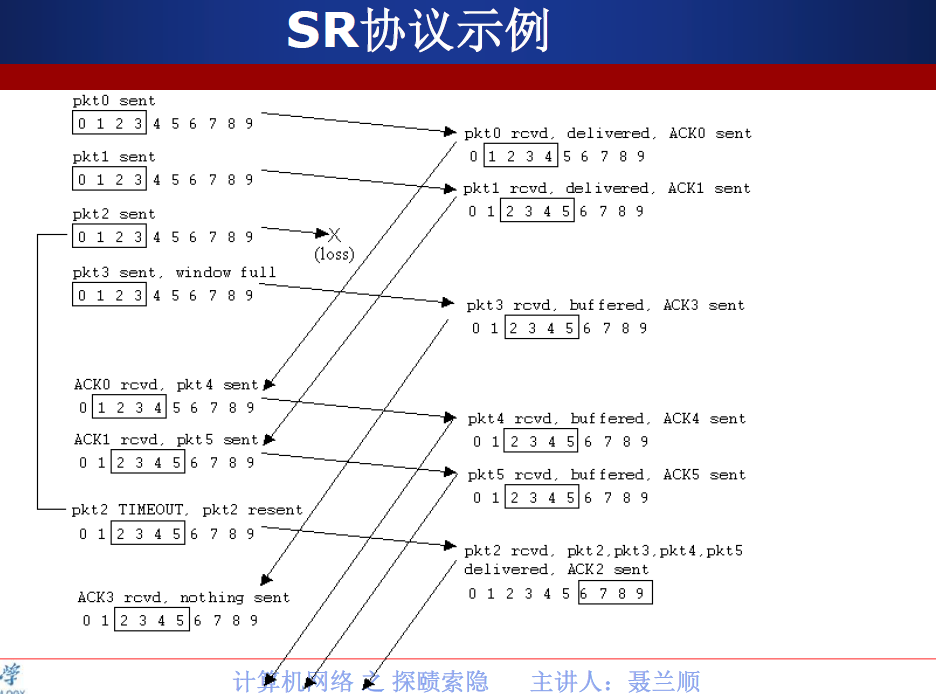 SR协议示例
pkt0 sent
0 1 2 3 4 5 6 7 8 9
pkt1 sent
0 1 2 3 4 5 6 7 8 9
pkt2 sent
0 1 2 3 4 5 6 7 8 9
X
(loss)
pkt3 sent, window full
0 1 2 3 4 5 6 7 8 9
ACK0 rcvd, pkt4 sent
0 1 2 3 4 5 6 7 8 9
ACK1 rcvd, pkt5 sent
0 1 2 3 4 5 6 7 8 9
pkt2 TIMEOUT, pkt2 resent
0 1 2 3 4 5 6 7 8 9
ACK3 rcvd, nothing sent
0 1 2 3 4 5 6 7 8 9
pkt0 rcvd, delivered, ACK0 sent
0 1 2 3 4 5 6 7 8 9
pkt1 rcvd, delivered, ACK1 sent
0 1 2 3 4 5 6 7 8 9
pkt3 rcvd, buffered, ACK3 sent
0 1 2 3 4 5 6 7 8 9
pkt4 rcvd, buffered, ACK4 sent
0 1 2 3 4 5 6 7 8 9
pkt5 rcvd, buffered, ACK5 sent
0 1 2 3 4 5 6 7 8 9
pkt2 rcvd, pkt2,pkt3,pkt4,pkt5
delivered, ACK2 sent
0 1 2 3 4 5 6 7 8 9
学
计算机网络 之 探赜索隐 主讲人：聂兰顺